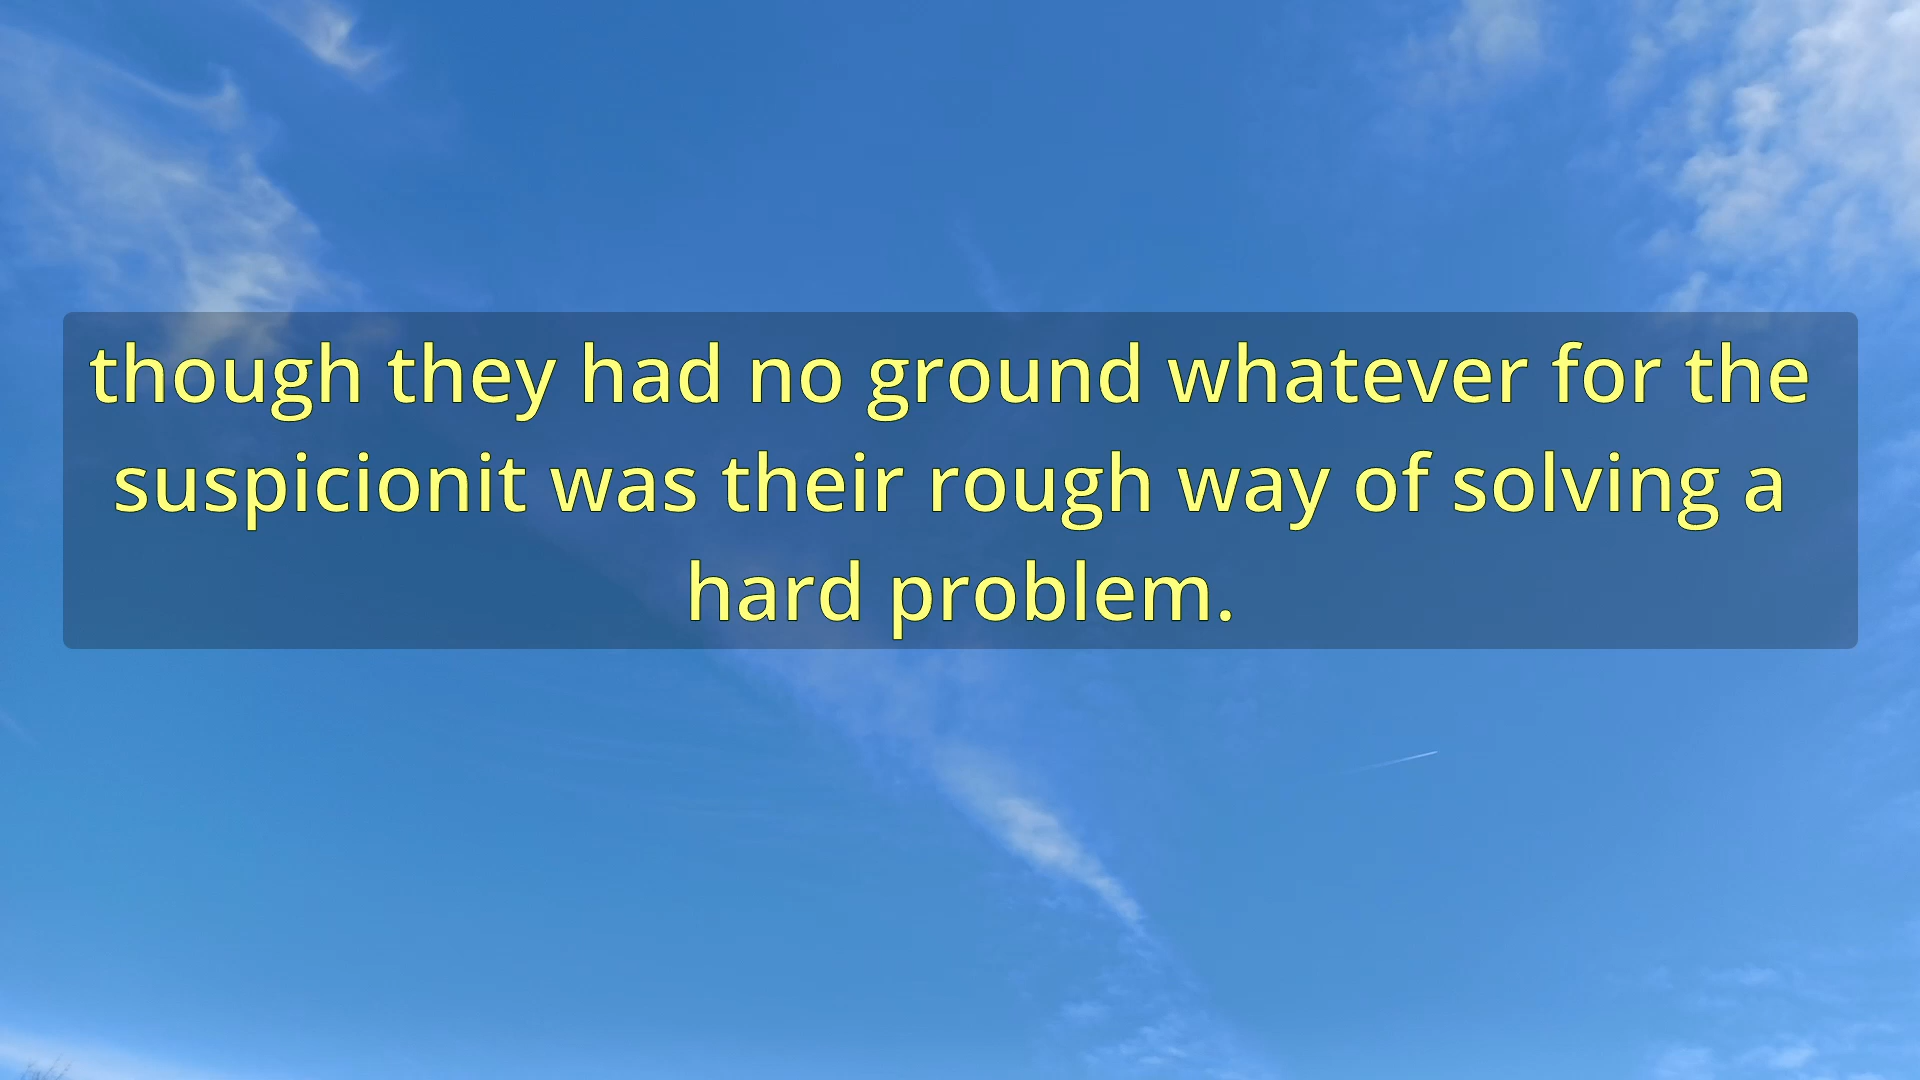 though they had no ground whatever for the
suspicionit was their rough way of solving a
hard problem.